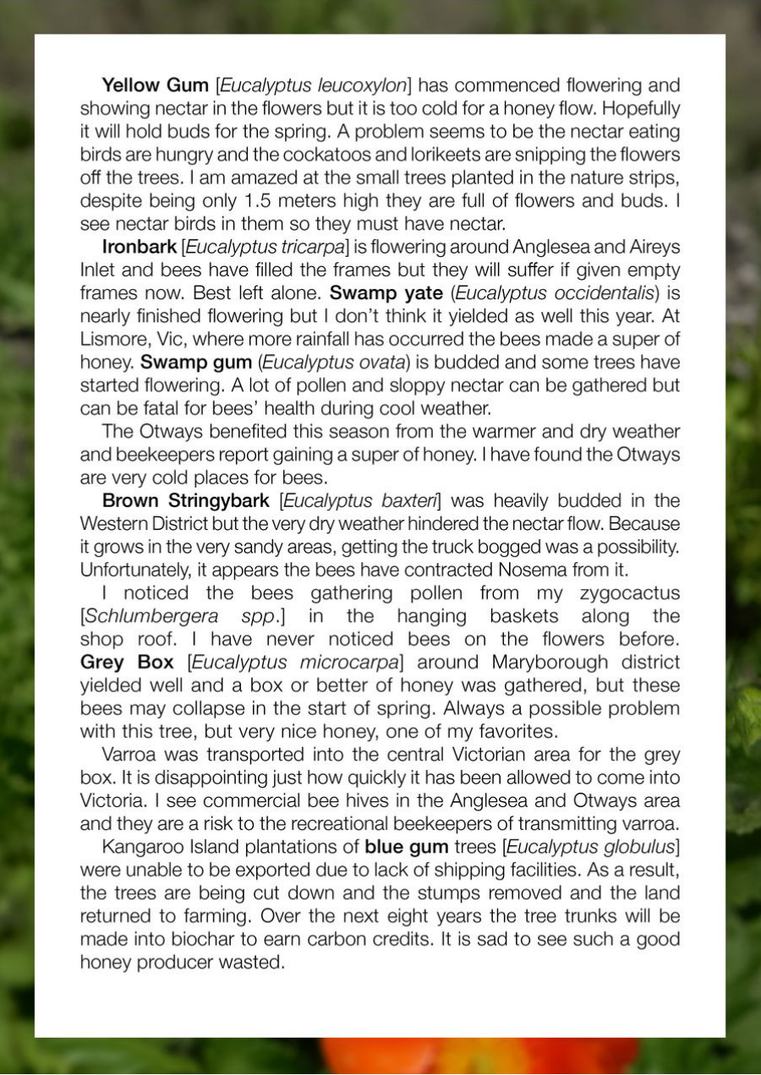 Yellow Gum [Eucalyptus leucoxylon] has commenced flowering and
showing nectar in the flowers but it is too cold for a honey flow. Hopefully
it will hold buds for the spring. A problem seems to be the nectar eating
birds are hungry and the cockatoos and lorikeets are snipping the flowers
off the trees. I am amazed at the small trees planted in the nature strips,
despite being only 1.5 meters high they are full of flowers and buds. I
see nectar birds in them so they must have nectar.
Ironbark [Eucalyptus tricarpa] is flowering around Anglesea and Aireys
Inlet and bees have filled the frames but they will suffer if given empty
frames now. Best left alone. Swamp yate (Eucalyptus occidentalis) is
nearly finished flowering but I don't think it yielded as well this year. At
Lismore, Vic, where more rainfall has occurred the bees made a super of
honey. Swamp gum (Eucalyptus ovata) is budded and some trees have
started flowering. A lot of pollen and sloppy nectar can be gathered but
can be fatal for bees' health during cool weather.
The Otways benefited this season from the warmer and dry weather
and beekeepers report gaining a super of honey. I have found the Otways
are very cold places for bees.
Brown Stringybark [Eucalyptus baxteri] was heavily budded in the
Western District but the very dry weather hindered the nectar flow. Because
it grows in the very sandy areas, getting the truck bogged was a possibility.
Unfortunately, it appears the bees have contracted Nosema from it.
I noticed the bees gathering pollen from my zygocactus
[Schlumbergera spp.] in the hanging baskets along the
shop roof. I have never noticed bees on the flowers before.
Grey Box [Eucalyptus microcarpa] around Maryborough district
yielded well and a box or better of honey was gathered, but these
bees may collapse in the start of spring. Always a possible problem
with this tree, but very nice honey, one of my favorites.
Varroa was transported into the central Victorian area for the grey
box. It is disappointing just how quickly it has been allowed to come into
Victoria. I see commercial bee hives in the Anglesea and Otways area
and they are a risk to the recreational beekeepers of transmitting varroa.
Kangaroo Island plantations of blue gum trees [Eucalyptus globulus]
were unable to be exported due to lack of shipping facilities. As a result,
the trees are being cut down and the stumps removed and the land
returned to farming. Over the next eight years the tree trunks will be
made into biochar to earn carbon credits. It is sad to see such a good
honey producer wasted.